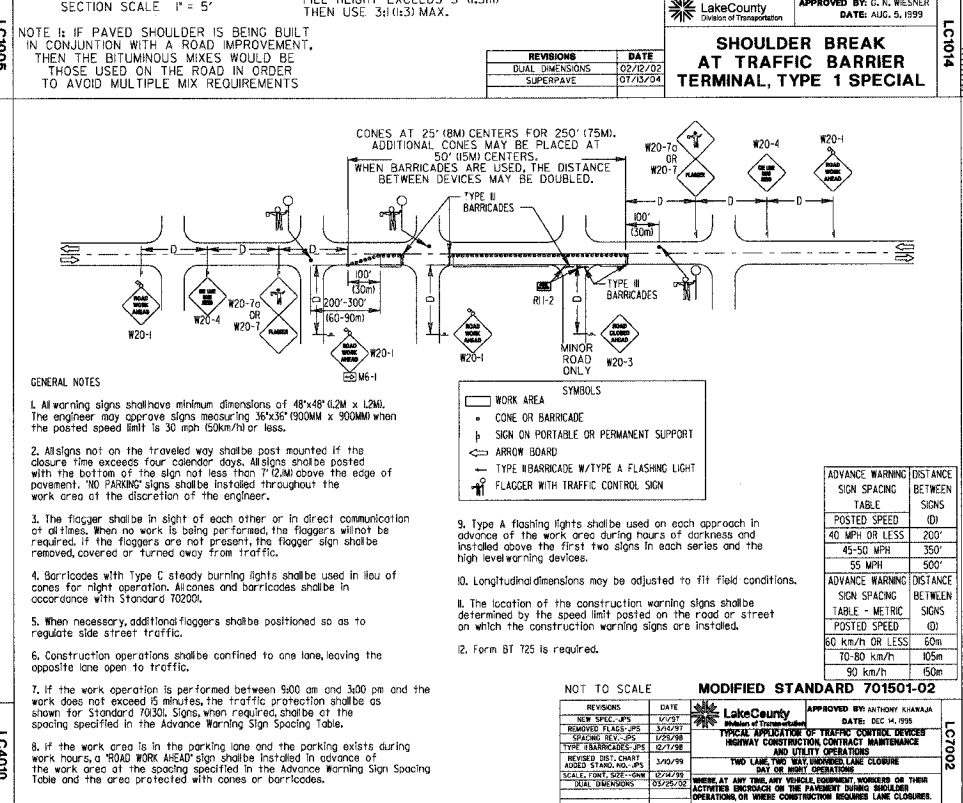 SECTION SCALE 1" = 5'
FILL HEIGHT EXCEEDS 5' (1.5m)
THEN USE 3:1 (1:3) MAX.
NOTE 1: IF PAVED SHOULDER IS BEING BUILT
IN CONJUNTION WITH A ROAD IMPROVEMENT,
THEN THE BITUMINOUS MIXES WOULD BE
THOSE USED ON THE ROAD IN ORDER
TO AVOID MULTIPLE MIX REQUIREMENTS
REVISIONS DATE
DUAL DIMENSIONS 02/12/02
SUPERPAVE 07/13/04
LakeCounty
Division of Transportation
APPROVED BY: G. N. WIESNER
DATE: AUG. 5, 1999
SHOULDER BREAK
AT TRAFFIC BARRIER
TERMINAL, TYPE 1 SPECIAL
LC1014
CONES AT 25' (8M) CENTERS FOR 250' (75M).
ADDITIONAL CONES MAY BE PLACED AT
50' (15M) CENTERS.
WHEN BARRICADES ARE USED, THE DISTANCE
BETWEEN DEVICES MAY BE DOUBLED.
TYPE II
BARRICADES
W20-7a
OR
W20-7
FLAGGER
W20-4
W20-1
ROAD
WORK
AHEAD
D
D
D
100'
(30m)
D
D
D
100'
(30m)
200'-300'
(60-90m)
D
D
D
ROAD
WORK
AHEAD
W20-1
W20-4
W20-7a
OR
W20-7
FLAGGER
ROAD
WORK
AHEAD
W20-1
M6-1
ROAD
WORK
AHEAD
W20-1
R11-2
TYPE III
BARRICADES
MINOR
ROAD
ONLY
ROAD
CLOSED
AHEAD
W20-3
GENERAL NOTES
1. All warning signs shall have minimum dimensions of 48"x48" (1.2M x 1.2M).
The engineer may approve signs measuring 36"x36" (900MM x 900MM) when
the posted speed limit is 30 mph (50km/h) or less.
2. All signs not on the traveled way shall be post mounted if the
closure time exceeds four calendar days. All signs shall be posted
with the bottom of the sign not less than 7' (2.1M) above the edge of
pavement. "NO PARKING" signs shall be installed throughout the
work area at the discretion of the engineer.
3. The flagger shall be in sight of each other or in direct communication
at all times. When no work is being performed, the flaggers will not be
required. If the flaggers are not present, the flagger sign shall be
removed, covered or turned away from traffic.
4. Barricades with Type C steady burning lights shall be used in lieu of
cones for night operation. All cones and barricades shall be in
accordance with Standard 702001.
5. When necessary, additional flaggers shall be positioned so as to
regulate side street traffic.
6. Construction operations shall be confined to one lane, leaving the
opposite lane open to traffic.
7. If the work operation is performed between 9:00 am and 3:00 pm and the
work does not exceed 15 minutes, the traffic protection shall be as
shown for Standard 701301. Signs, when required, shall be at the
spacing specified in the Advance Warning Sign Spacing Table.
8. If the work area is in the parking lane and the parking exists during
work hours, a "ROAD WORK AHEAD" sign shall be installed in advance of
the work area at the spacing specified in the Advance Warning Sign Spacing
Table and the area protected with cones or barricades.
SYMBOLS
WORK AREA
CONE OR BARRICADE
SIGN ON PORTABLE OR PERMANENT SUPPORT
ARROW BOARD
TYPE II BARRICADE W/TYPE A FLASHING LIGHT
FLAGGER WITH TRAFFIC CONTROL SIGN
9. Type A flashing lights shall be used on each approach in
advance of the work area during hours of darkness and
installed above the first two signs in each series and the
high level warning devices.
10. Longitudinal dimensions may be adjusted to fit field conditions.
11. The location of the construction warning signs shall be
determined by the speed limit posted on the road or street
on which the construction warning signs are installed.
12. Form BT 725 is required.
ADVANCE WARNING DISTANCE
SIGN SPACING BETWEEN
TABLE SIGNS
POSTED SPEED (D)
40 MPH OR LESS 200'
45-50 MPH 350'
55 MPH 500'
ADVANCE WARNING DISTANCE
SIGN SPACING BETWEEN
TABLE - METRIC SIGNS
POSTED SPEED (D)
60 km/h OR LESS 60m
70-80 km/h 105m
90 km/h 150m
NOT TO SCALE
MODIFIED STANDARD 701501-02
REVISIONS DATE
NEW SPEC.-JPS 1/1/97
REMOVED FLAGS-JPS 3/14/97
SPACING REV.-JPS 1/29/98
TYPE II BARRICADES-JPS 12/7/98
REVISED DIST. CHART
ADDED STAND. NO.-JPS 3/10/99
SCALE, FONT, SIZE--GNW 12/14/99
DUAL DIMENSIONS 03/25/02
LakeCounty
Division of Transportation
APPROVED BY: ANTHONY KHAWAJA
DATE: DEC 14, 1995
TYPICAL APPLICATION OF TRAFFIC CONTROL DEVICES
HIGHWAY CONSTRUCTION, CONTRACT MAINTENANCE
AND UTILITY OPERATIONS
TWO LANE, TWO WAY, UNDIVIDED, LANE CLOSURE
DAY OR NIGHT OPERATIONS
WHERE, AT ANY TIME, ANY VEHICLE, EQUIPMENT, WORKERS OR THEIR
ACTIVITIES ENCROACH ON THE PAVEMENT DURING SHOULDER
OPERATIONS, OR WHERE CONSTRUCTION REQUIRES LANE CLOSURES.
LC7002